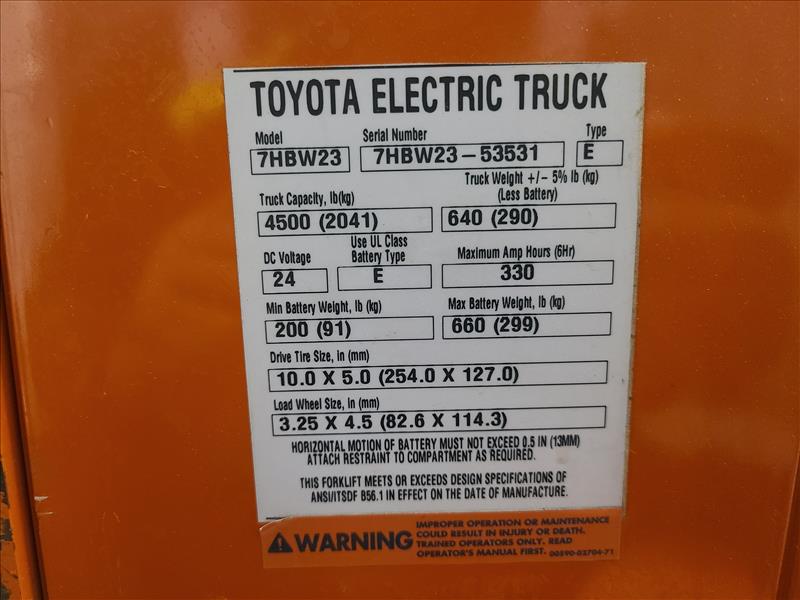 TOYOTA ELECTRIC TRUCK
Model Serial Number Type
7HBW23 7HBW23-53531 E
Truck Capacity, lb(kg) Truck Weight +/- 5% lb (kg) (Less Battery)
4500 (2041) 640 (290)
DC Voltage Use UL Class Battery Type Maximum Amp Hours (6Hr)
24 E 330
Min Battery Weight, lb (kg) Max Battery Weight, lb (kg)
200 (91) 660 (299)
Drive Tire Size, in (mm)
10.0 X 5.0 (254.0 X 127.0)
Load Wheel Size, in (mm)
3.25 X 4.5 (82.6 X 114.3)
HORIZONTAL MOTION OF BATTERY MUST NOT EXCEED 0.5 IN (13MM)
ATTACH RESTRAINT TO COMPARTMENT AS REQUIRED.
THIS FORKLIFT MEETS OR EXCEEDS DESIGN SPECIFICATIONS OF
ANSI/ITSDF B56.1 IN EFFECT ON THE DATE OF MANUFACTURE.
WARNING
IMPROPER OPERATION OR MAINTENANCE
COULD RESULT IN INJURY OR DEATH.
TRAINED OPERATORS ONLY. READ
OPERATOR'S MANUAL FIRST. 00590-02704-71